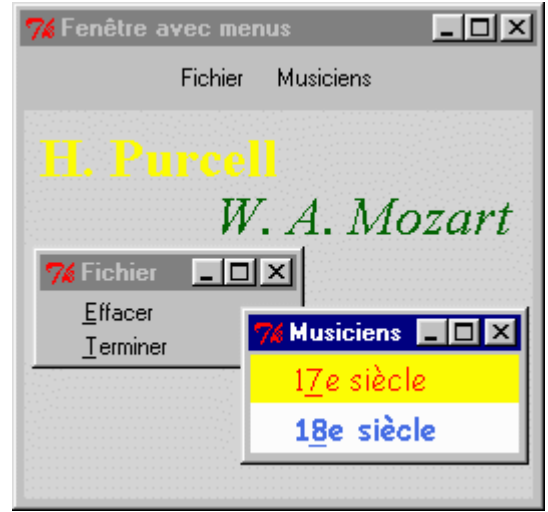 Fenêtre avec menus
Fichier Musiciens
H. Purcell
W. A. Mozart
Fichier
Effacer
Terminer
Musiciens
17e siècle
18e siècle